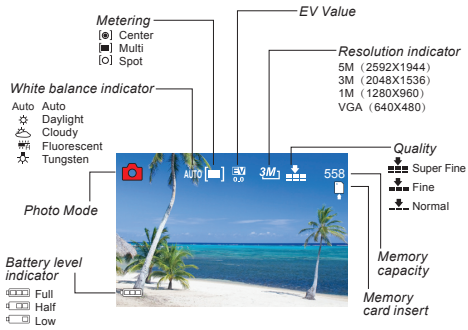 Metering
Center
Multi
Spot
EV Value
Resolution indicator
5M (2592X1944)
3M (2048X1536)
1M (1280X960)
VGA (640X480)
White balance indicator
Auto Auto
Daylight
Cloudy
Fluorescent
Tungsten
Quality
Super Fine
Fine
Normal
AUTO EV 0.0 3M 558
Photo Mode
Battery level
indicator
Full
Half
Low
Memory
capacity
Memory
card insert